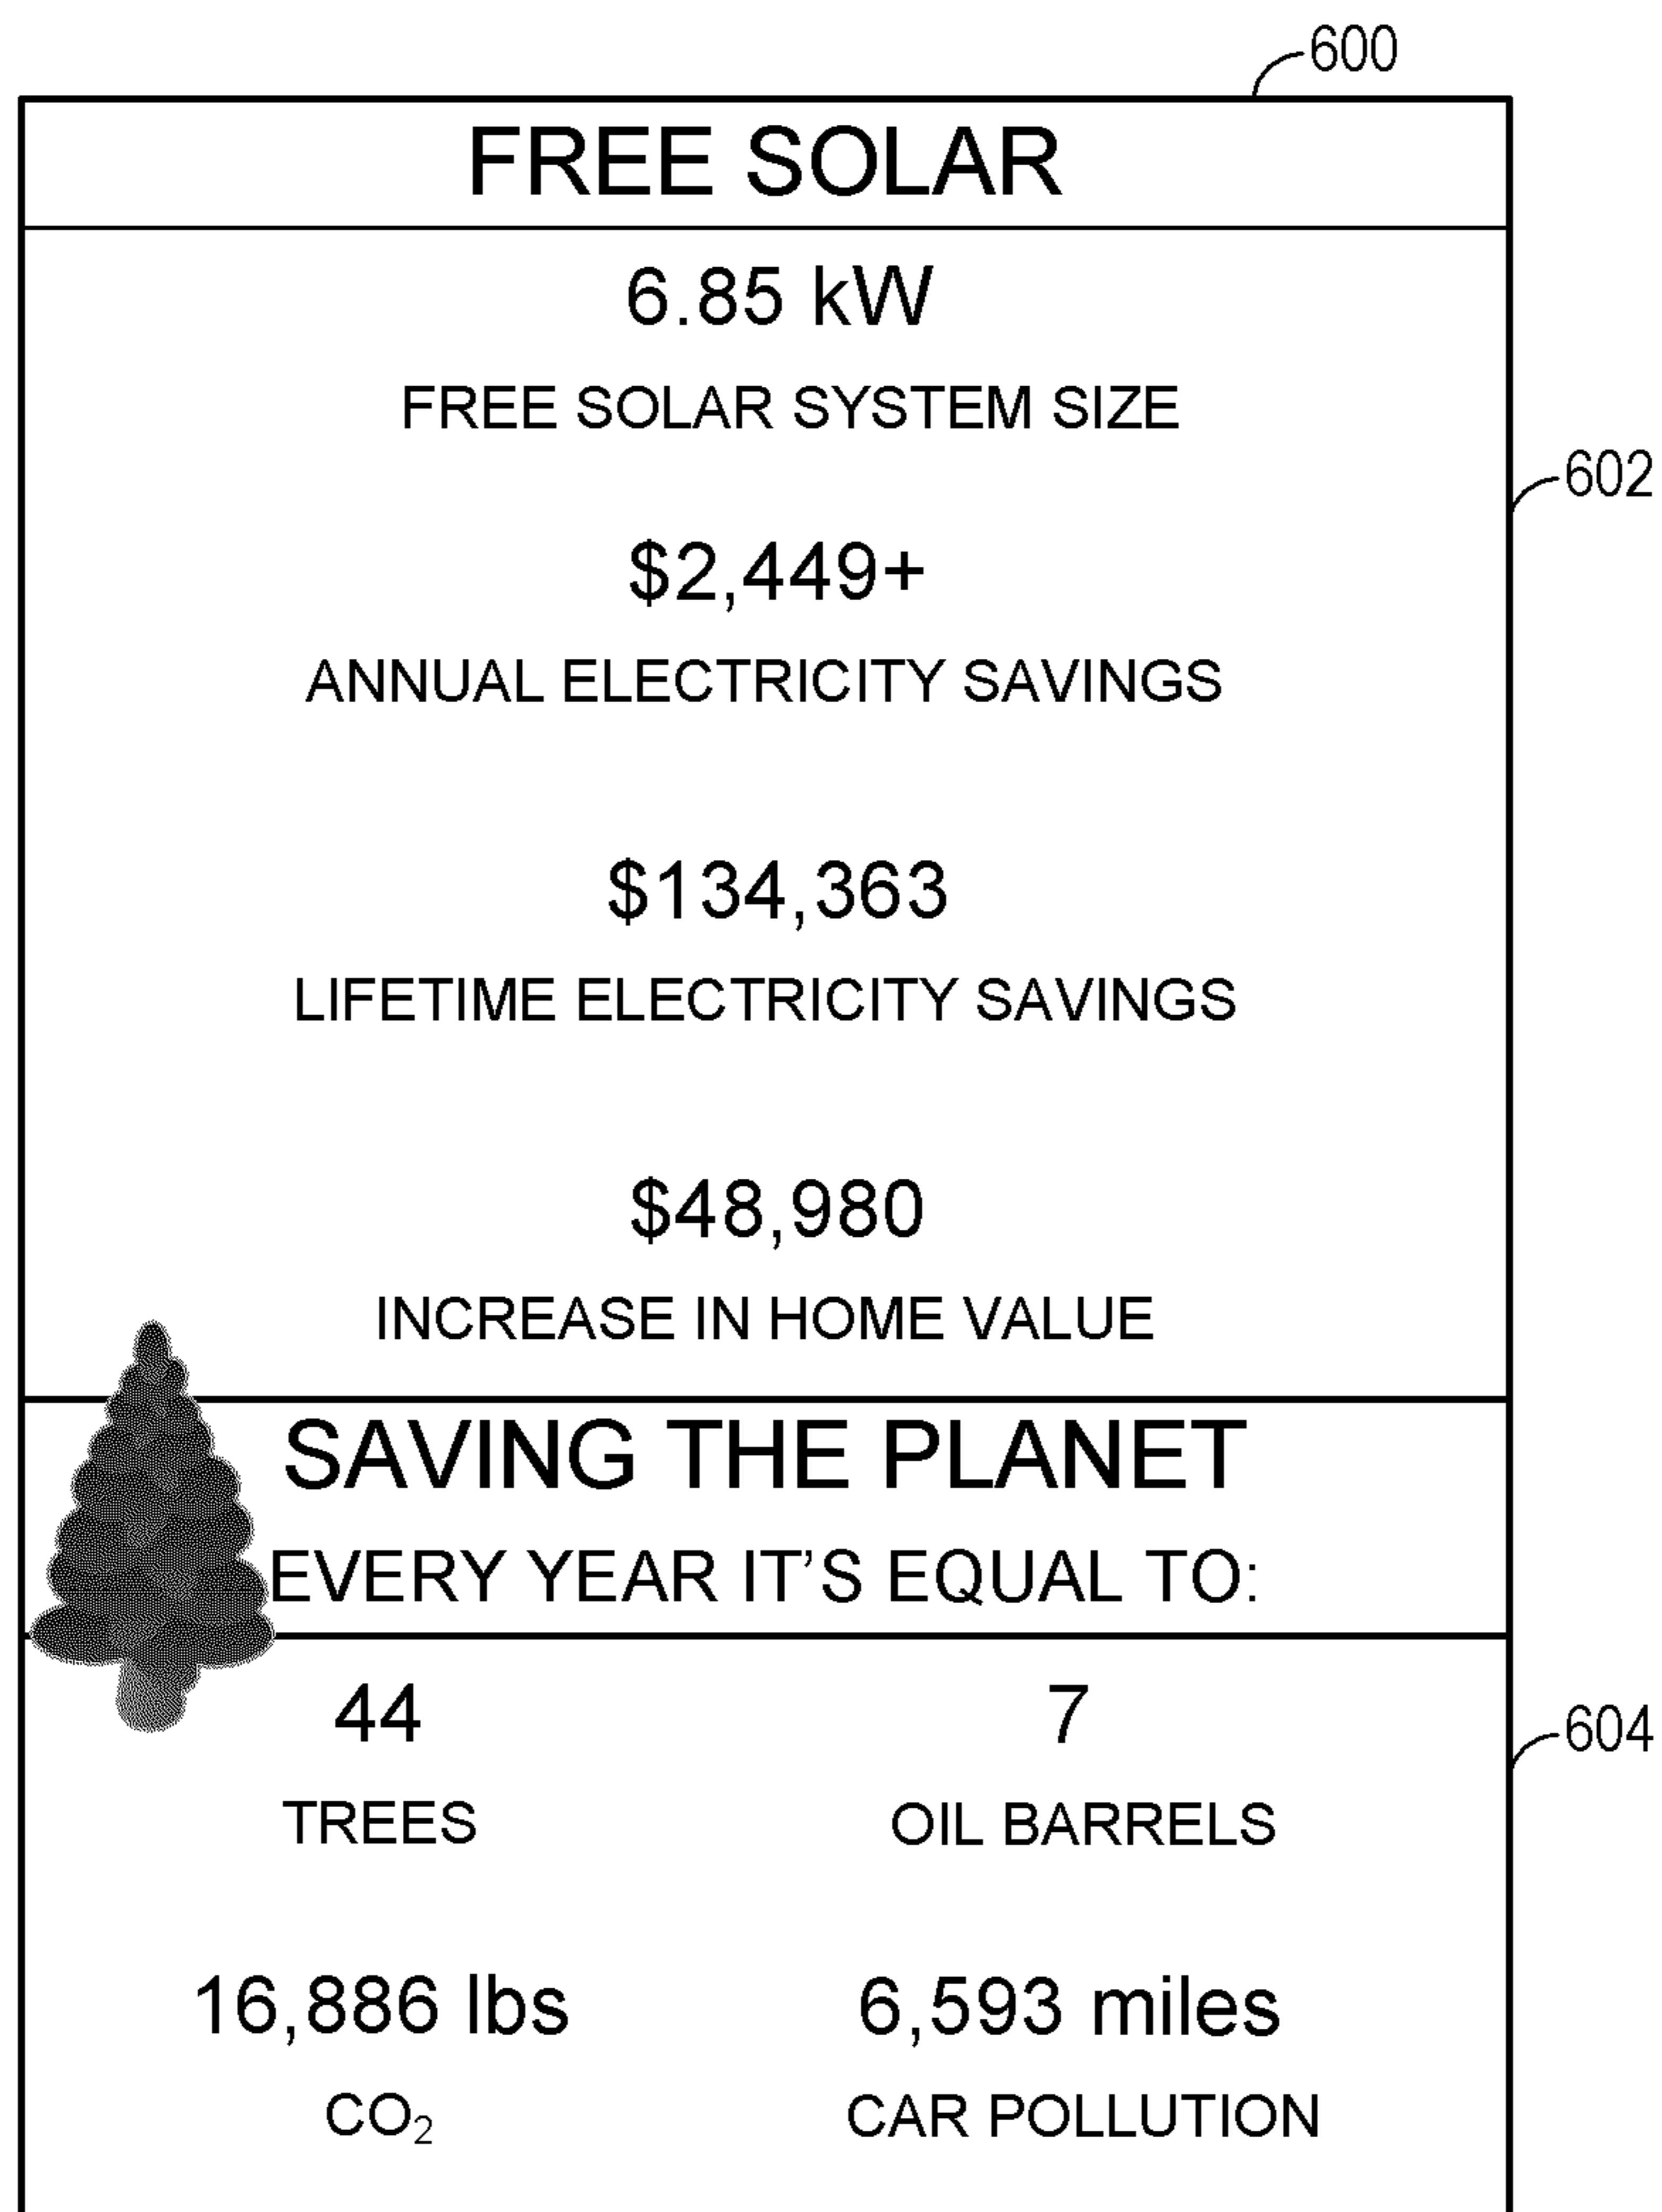 600
FREE SOLAR
6.85 kW
FREE SOLAR SYSTEM SIZE
602
$2,449+
ANNUAL ELECTRICITY SAVINGS
$134,363
LIFETIME ELECTRICITY SAVINGS
$48,980
INCREASE IN HOME VALUE
SAVING THE PLANET
EVERY YEAR IT’S EQUAL TO:
44 7
604
TREES OIL BARRELS
16,886 lbs 6,593 miles
CO₂ CAR POLLUTION